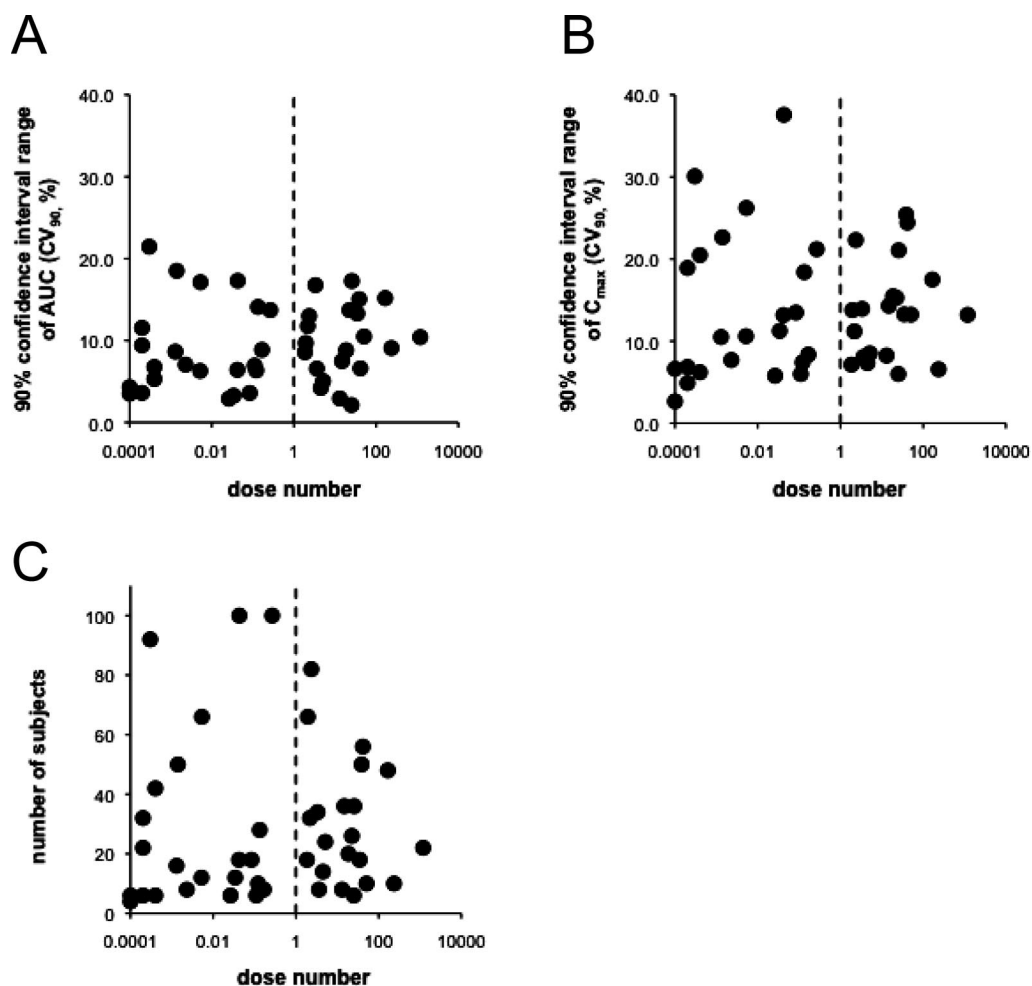 A
90% confidence interval range
of AUC (CV90, %)
40.0
30.0
20.0
10.0
0.0
0.0001
0.01
1
100
10000
dose number
B
90% confidence interval range
of Cmax (CV90, %)
40.0
30.0
20.0
10.0
0.0
0.0001
0.01
1
100
10000
dose number
C
number of subjects
100
80
60
40
20
0
0.0001
0.01
1
100
10000
dose number